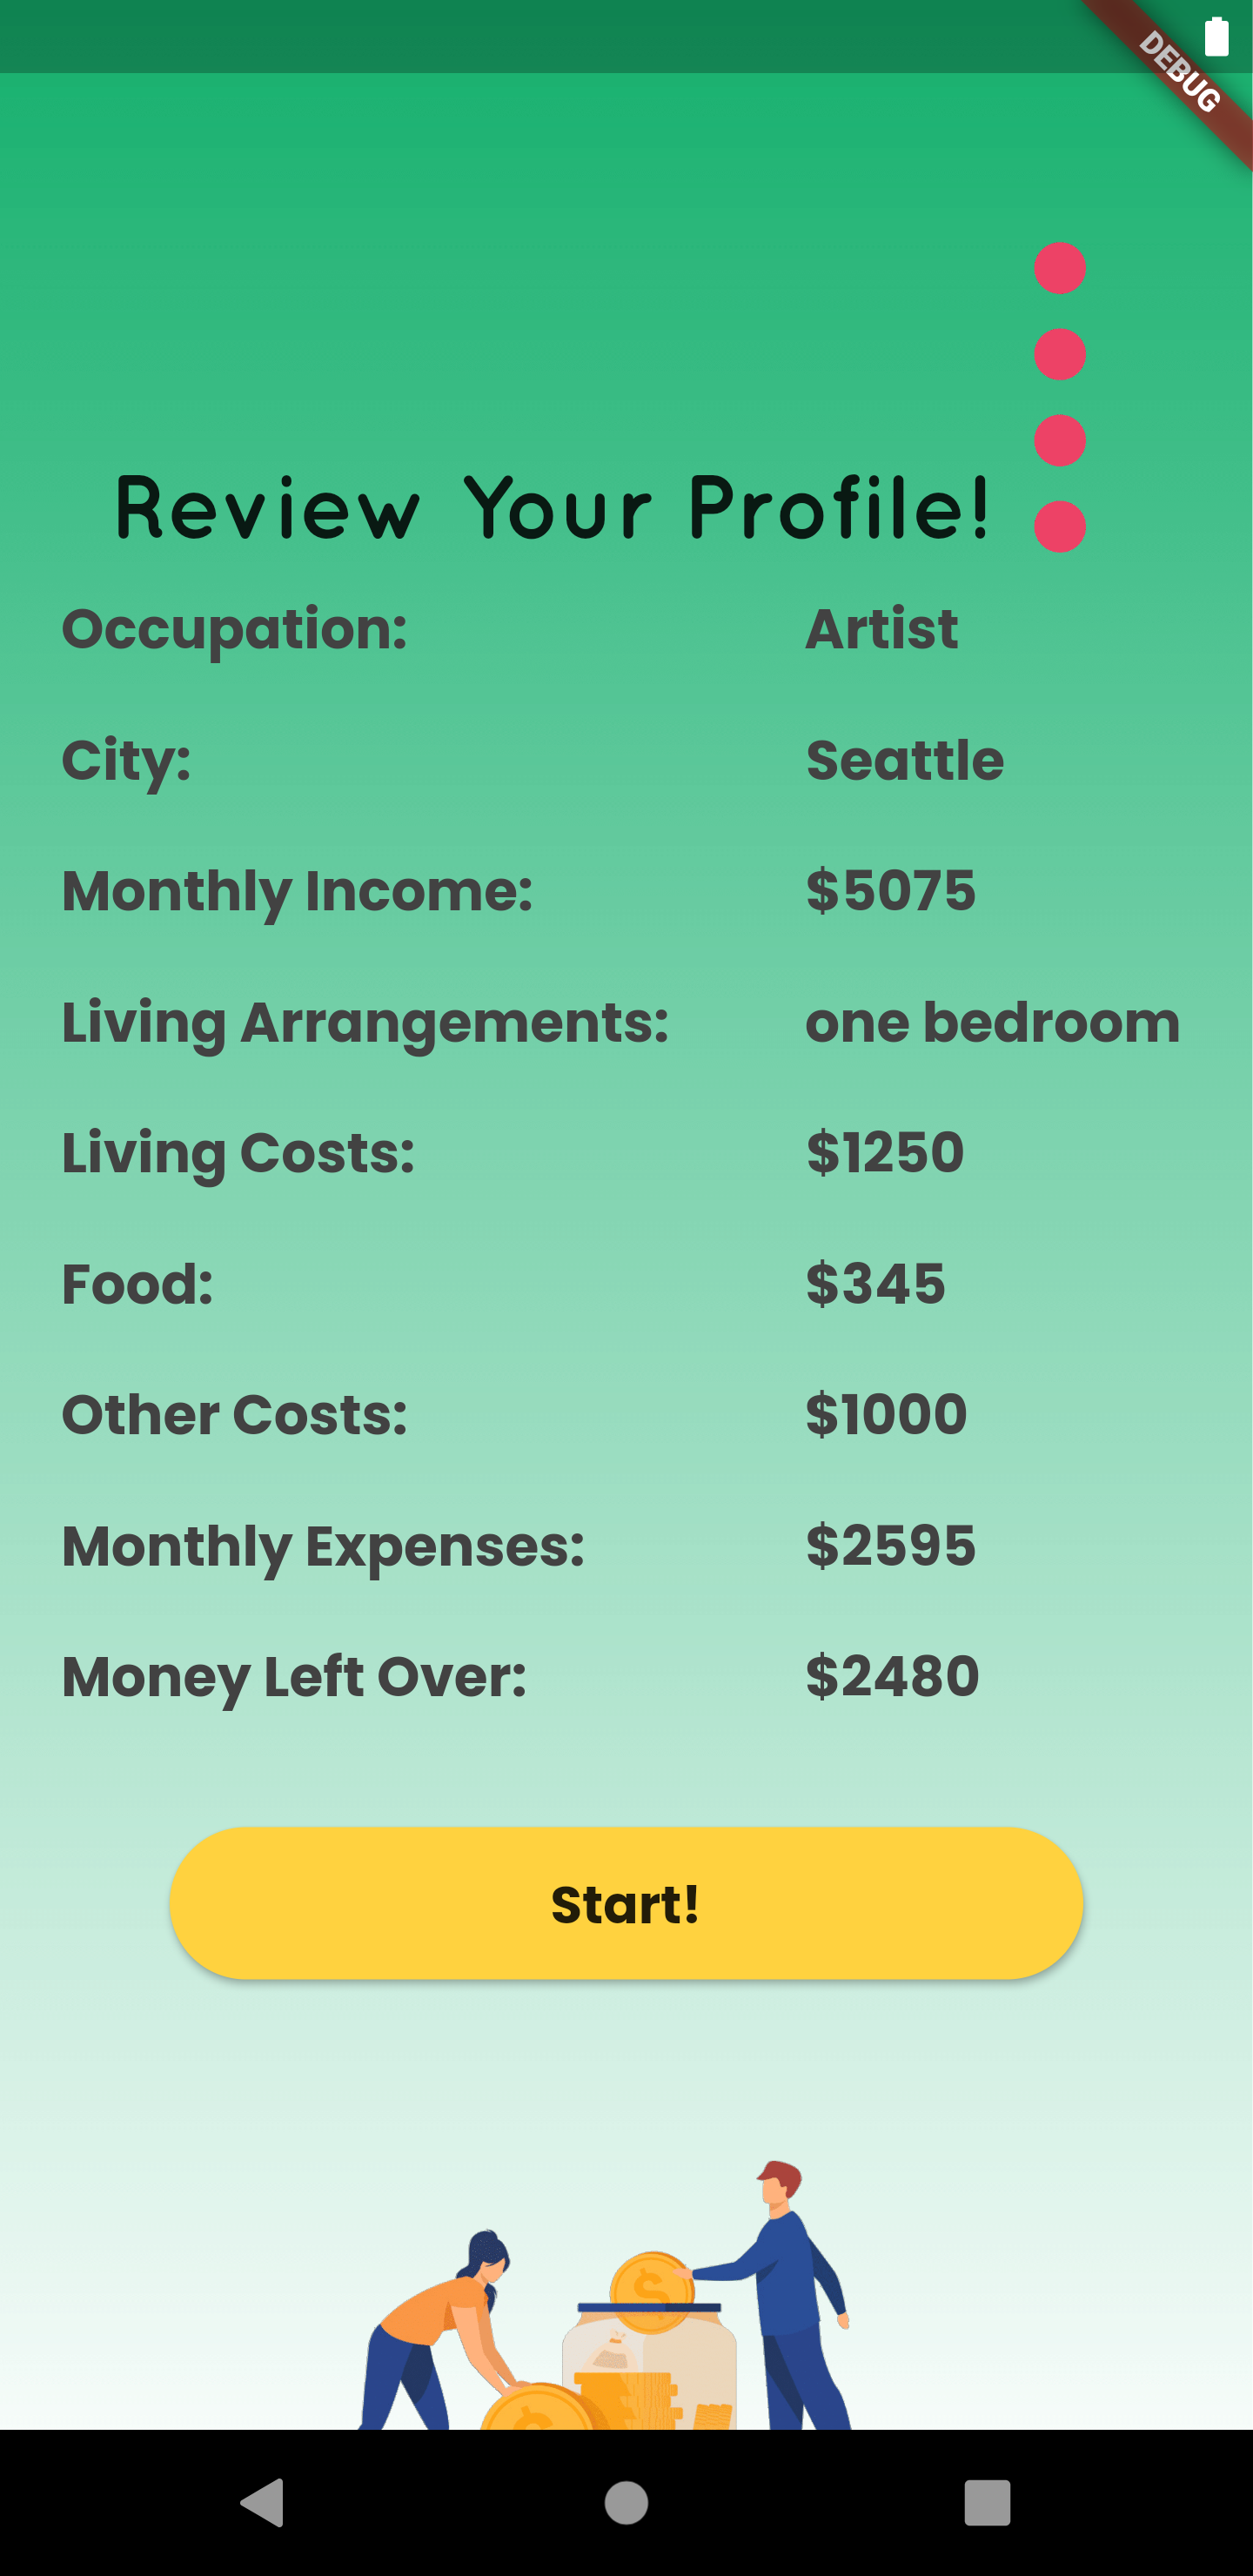 DEBUG
Review Your Profile!
Occupation: Artist
City: Seattle
Monthly Income: $5075
Living Arrangements: one bedroom
Living Costs: $1250
Food: $345
Other Costs: $1000
Monthly Expenses: $2595
Money Left Over: $2480
Start!
$
$